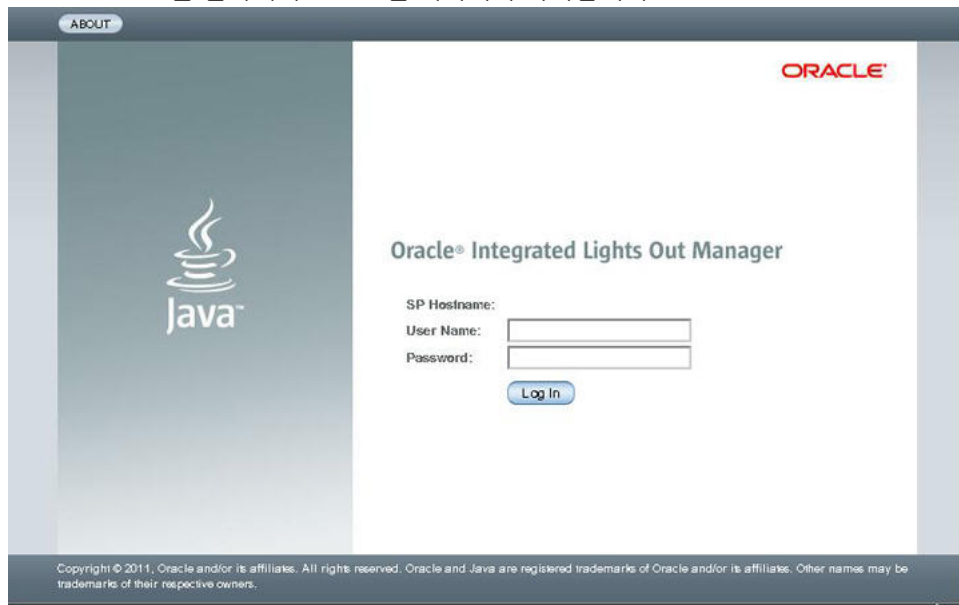 ABOUT
ORACLE®
Java™
Oracle® Integrated Lights Out Manager
SP Hostname:
User Name:
Password:
Log In
Copyright © 2011, Oracle and/or its affiliates. All rights reserved. Oracle and Java are registered trademarks of Oracle and/or its affiliates. Other names may be
trademarks of their respective owners.